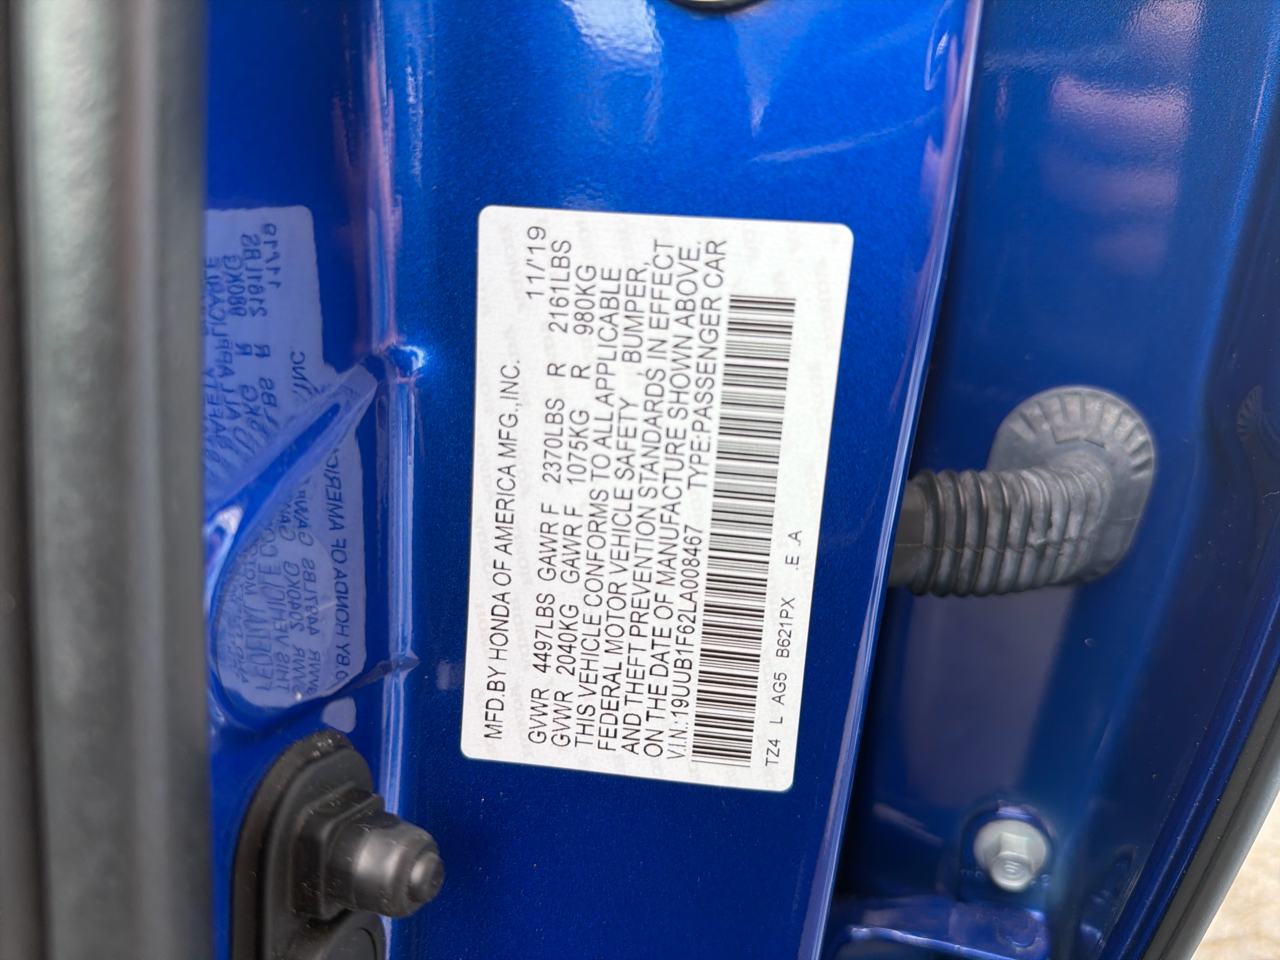 MFD.BY HONDA OF AMERICA MFG.,INC. 11/'19
GVWR 4497LBS GAWR F 2370LBS R 2161LBS
GVWR 2040KG GAWR F 1075KG R 980KG
THIS VEHICLE CONFORMS TO ALL APPLICABLE
FEDERAL MOTOR VEHICLE SAFETY , BUMPER,
AND THEFT PREVENTION STANDARDS IN EFFECT
ON THE DATE OF MANUFACTURE SHOWN ABOVE.
V.I.N.:19UUB1F62LA008467 TYPE:PASSENGER CAR
TZ4 L AG5 B621PX .E .A